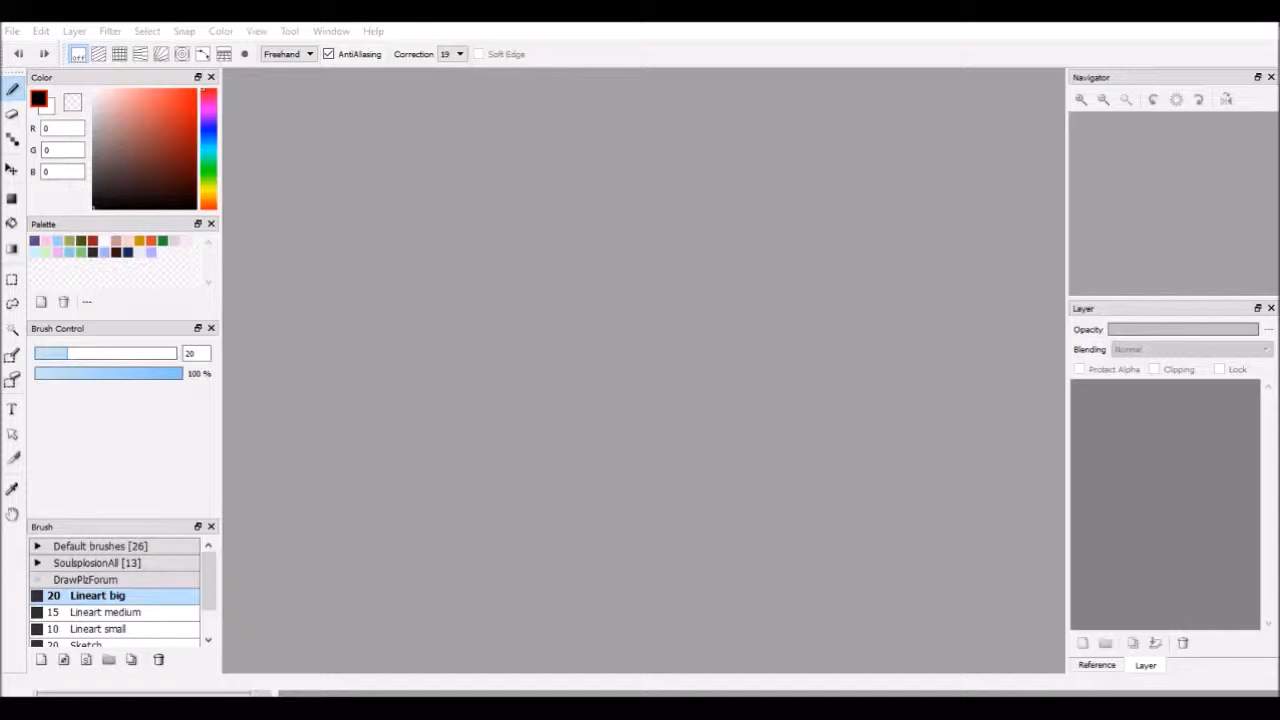 File Edit Layer Filter Select Snap Color View Tool Window Help
off Freehand AntiAliasing Correction 19 Soft Edge
Color
R 0
G 0
B 0
Palette
---
Brush Control
20
100 %
Brush
Default brushes [26]
SoulsplosionAll [13]
DrawPlzForum
20 Lineart big
15 Lineart medium
10 Lineart small
20 Sketch
Navigator
Layer
Opacity
Blending Normal
Protect Alpha Clipping Lock
Reference Layer